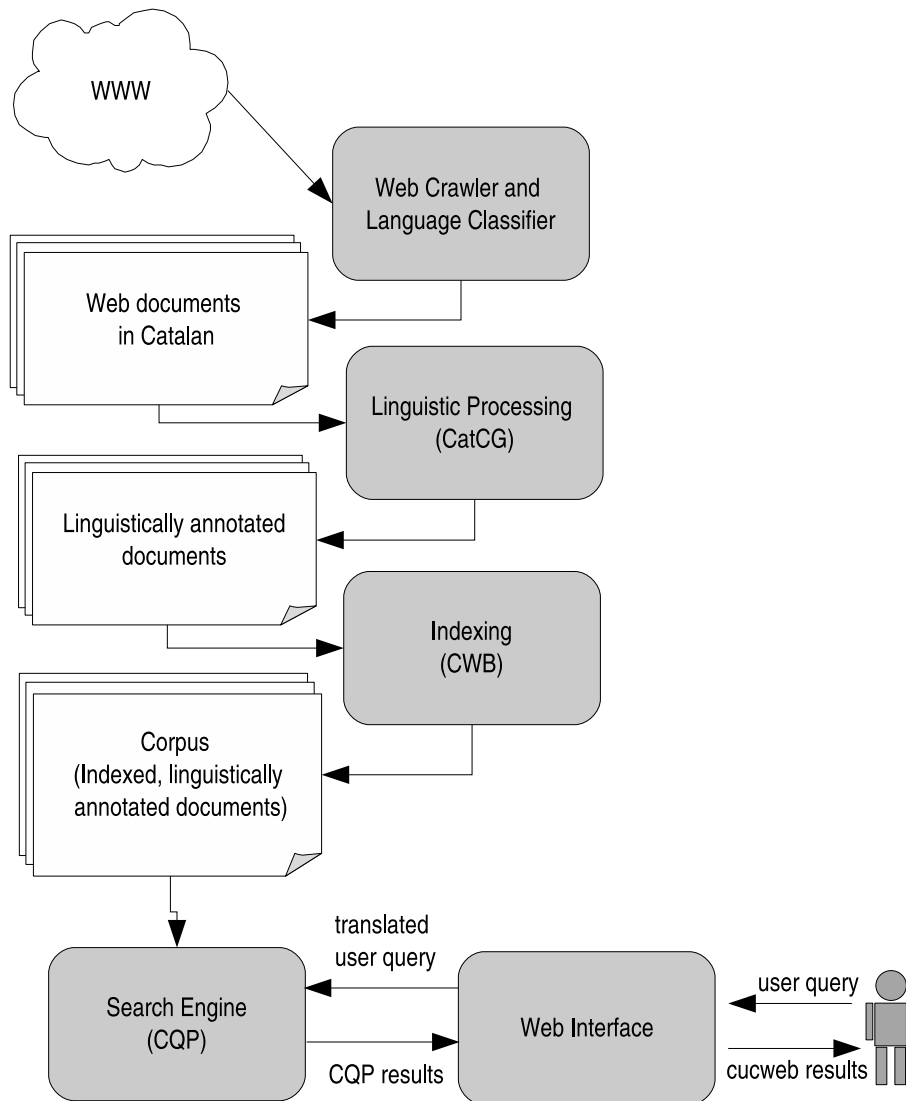 WWW
Web Crawler and
Language Classifier
Web documents
in Catalan
Linguistic Processing
(CatCG)
Linguistically annotated
documents
Indexing
(CWB)
Corpus
(Indexed, linguistically
annotated documents)
translated
user query
Search Engine
(CQP)
CQP results
Web Interface
user query
cucweb results